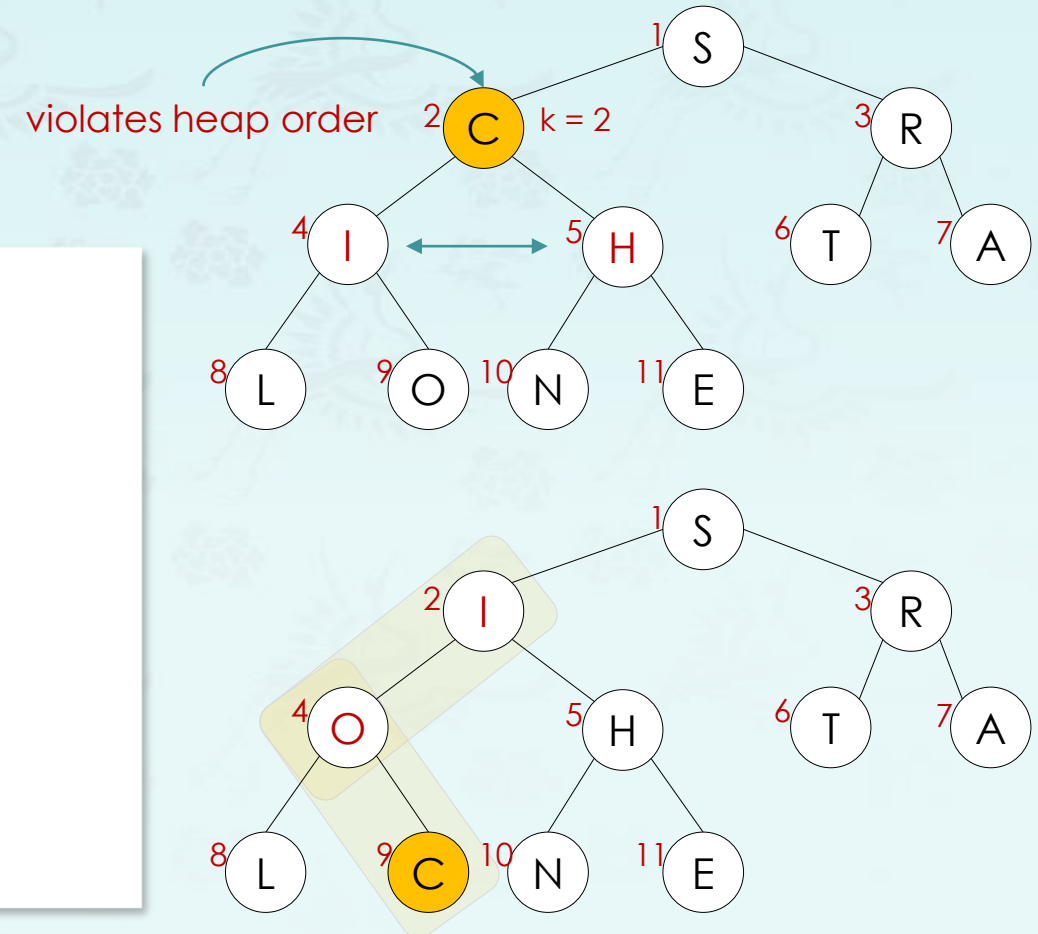 1 S
violates heap order 2 C k = 2 3 R
4 I 5 H 6 T 7 A
8 L 9 O 10 N 11 E
1 S
2 I 3 R
4 O 5 H 6 T 7 A
8 L 9 C 10 N 11 E